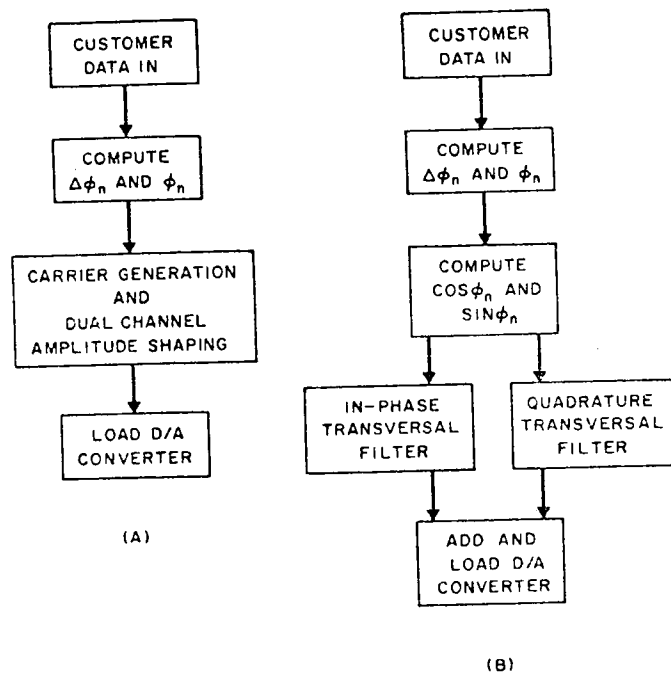 CUSTOMER
DATA IN
COMPUTE
Δϕₙ AND ϕₙ
CARRIER GENERATION
AND
DUAL CHANNEL
AMPLITUDE SHAPING
LOAD D/A
CONVERTER
(A)
CUSTOMER
DATA IN
COMPUTE
Δϕₙ AND ϕₙ
COMPUTE
COSϕₙ AND
SINϕₙ
IN-PHASE
TRANSVERSAL
FILTER
QUADRATURE
TRANSVERSAL
FILTER
ADD AND
LOAD D/A
CONVERTER
(B)